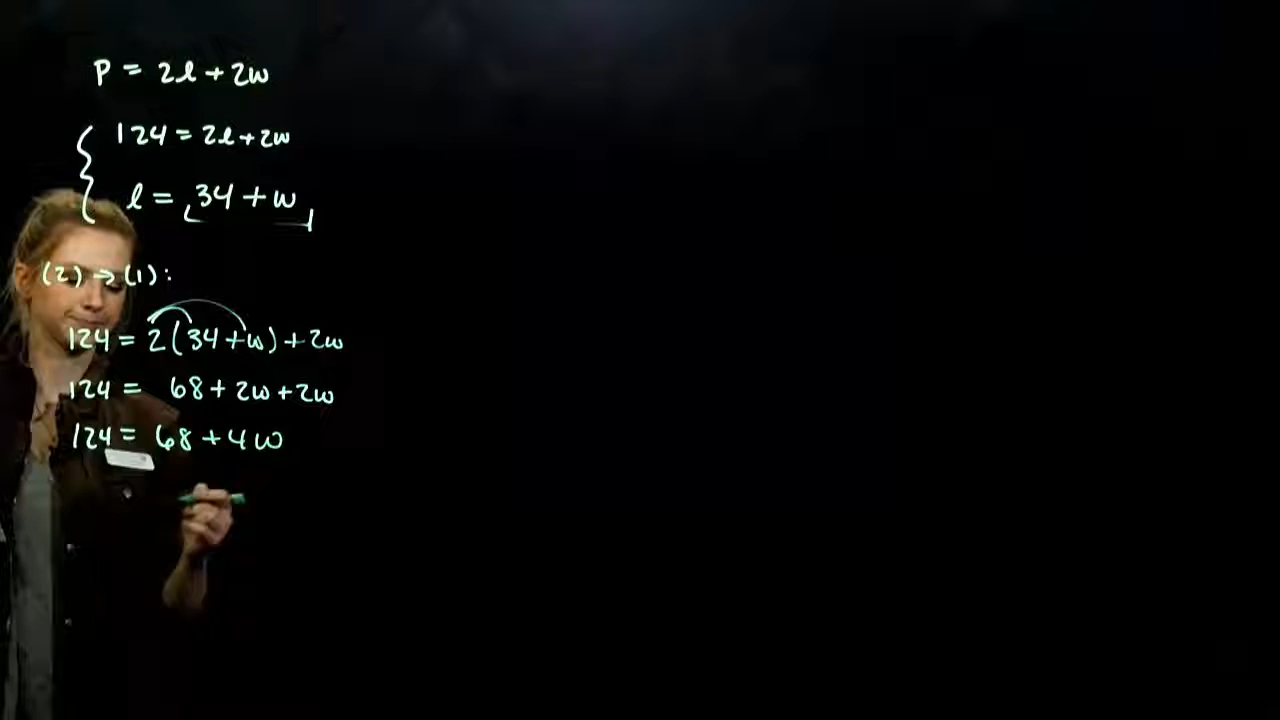 P = 2l + 2w
124 = 2l + 2w
l = 34 + w
(2) → (1):
124 = 2(34 + w) + 2w
124 = 68 + 2w + 2w
124 = 68 + 4w